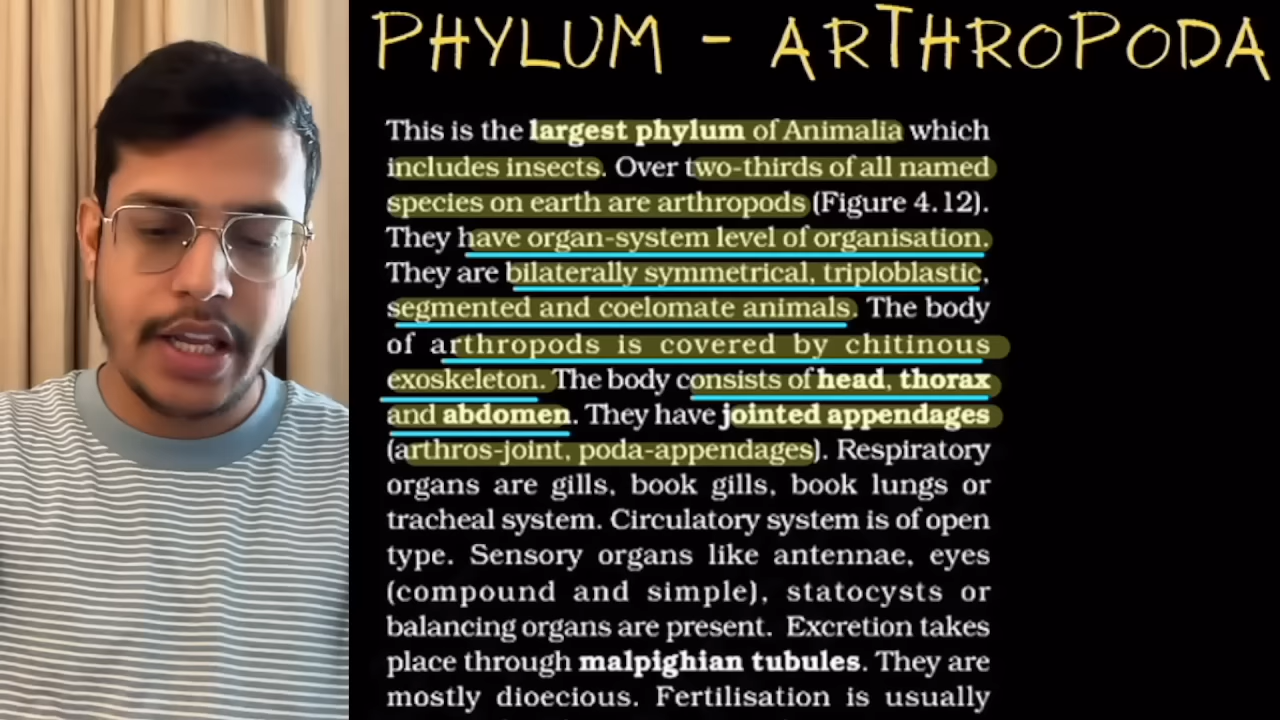 PHYLUM - ARTHROPODA
This is the largest phylum of Animalia which
includes insects. Over two-thirds of all named
species on earth are arthropods (Figure 4.12).
They have organ-system level of organisation.
They are bilaterally symmetrical, triploblastic,
segmented and coelomate animals. The body
of arthropods is covered by chitinous
exoskeleton. The body consists of head, thorax
and abdomen. They have jointed appendages
(arthros-joint, poda-appendages). Respiratory
organs are gills, book gills, book lungs or
tracheal system. Circulatory system is of open
type. Sensory organs like antennae, eyes
(compound and simple), statocysts or
balancing organs are present. Excretion takes
place through malpighian tubules. They are
mostly dioecious. Fertilisation is usually